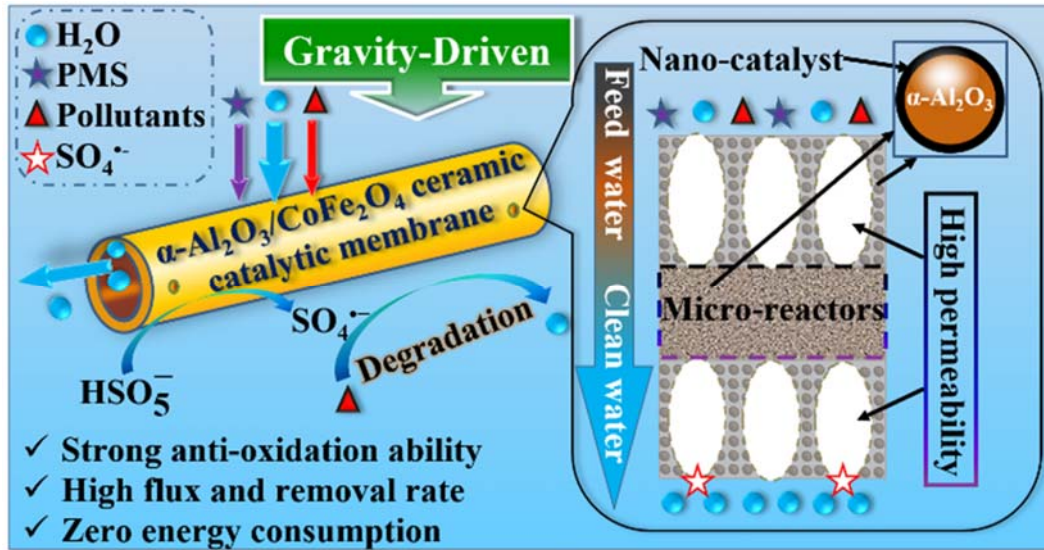 H₂O
PMS
Pollutants
SO₄•-
Gravity-Driven
α-Al₂O₃/CoFe₂O₄ ceramic
catalytic membrane
HSO₅⁻
SO₄•−
Degradation
✓ Strong anti-oxidation ability
✓ High flux and removal rate
✓ Zero energy consumption
Feed water
Clean water
Nano-catalyst
α-Al₂O₃
Micro-reactors
High permeability